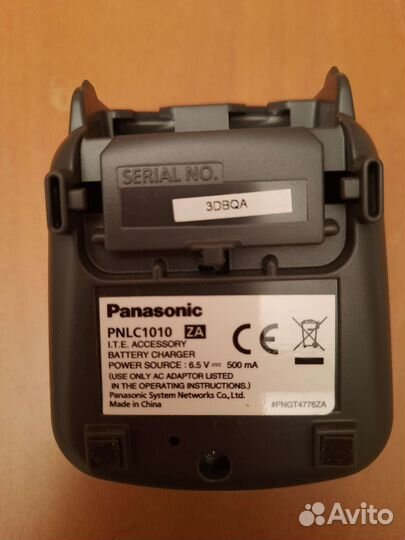 SERIAL NO.
3DBQA
Panasonic
PNLC1010 ZA
I.T.E. ACCESSORY
BATTERY CHARGER
POWER SOURCE : 6.5 V ⎓ 500 mA
(USE ONLY AC ADAPTOR LISTED
IN THE OPERATING INSTRUCTIONS.)
Panasonic System Networks Co., Ltd.
Made in China
CE
#PNGT4776ZA
Avito